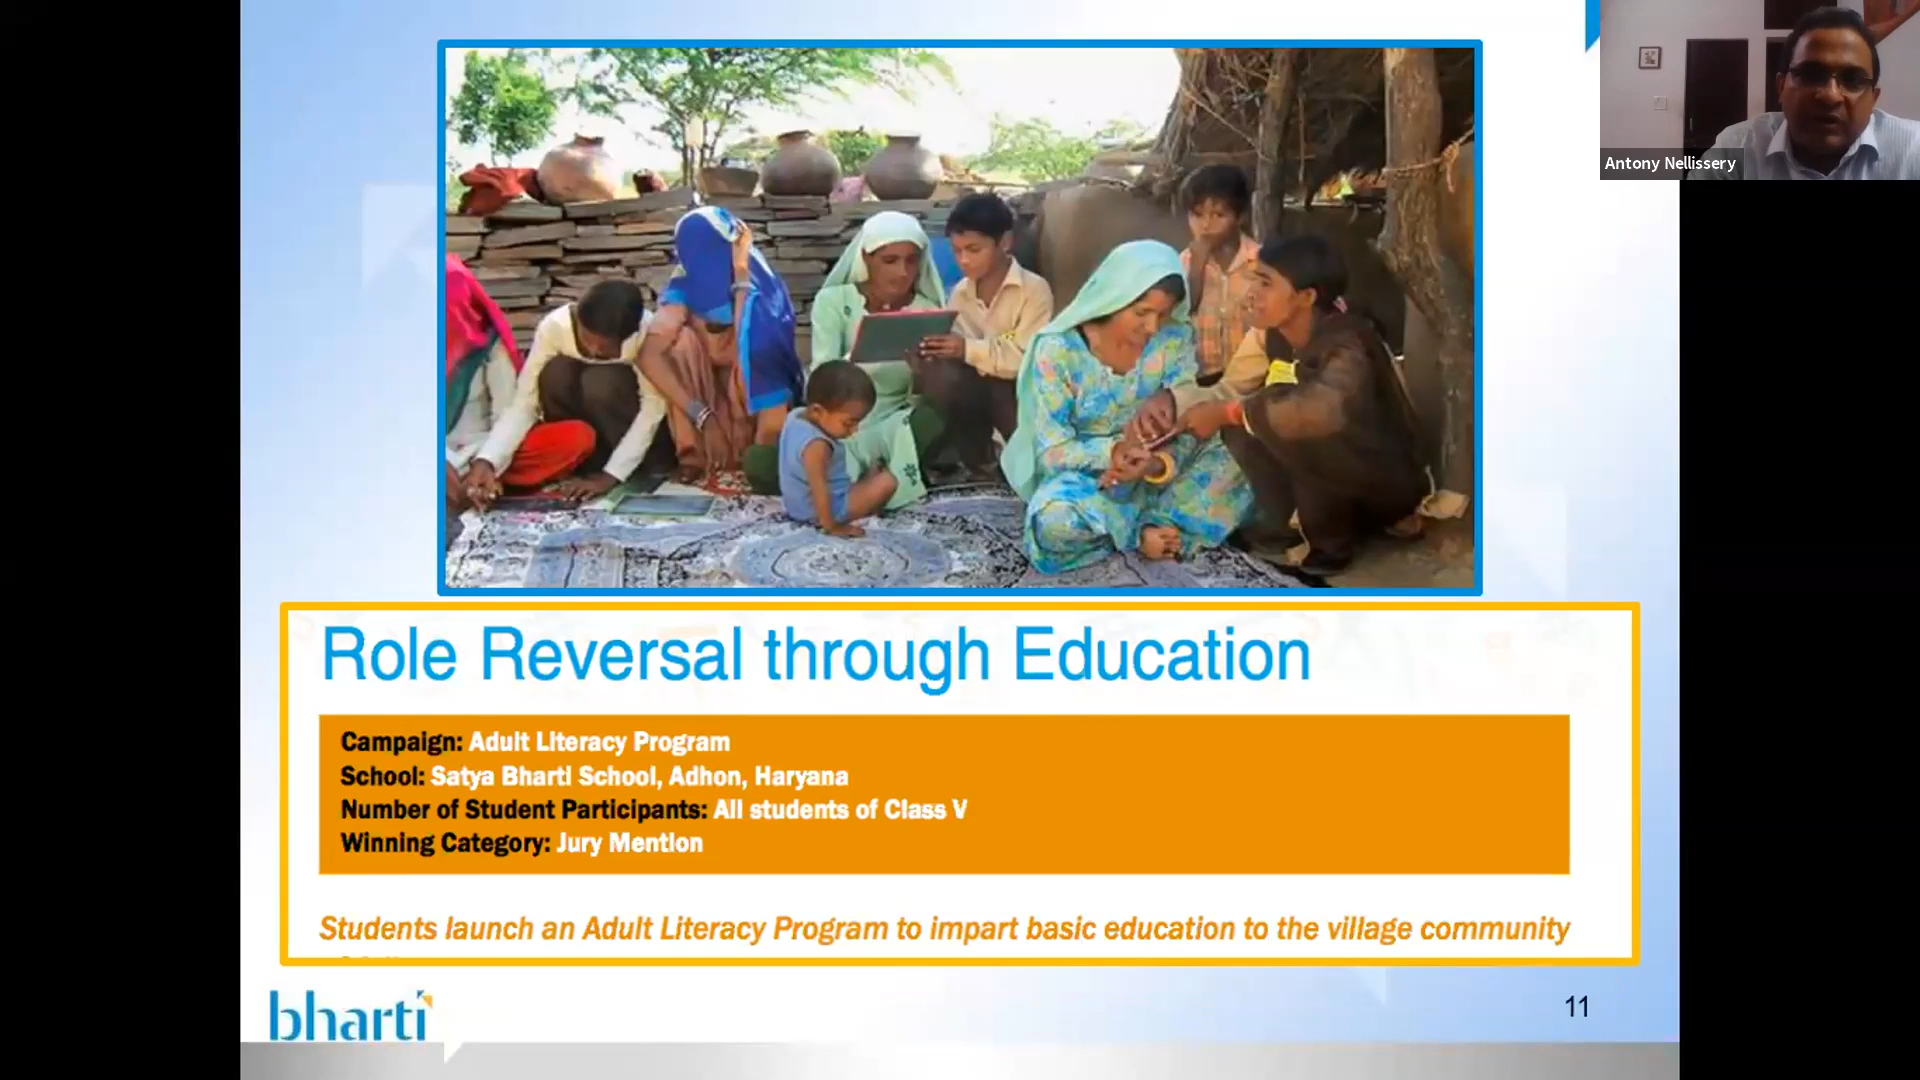 Antony Nellissery
Role Reversal through Education
Campaign: Adult Literacy Program
School: Satya Bharti School, Adhon, Haryana
Number of Student Participants: All students of Class V
Winning Category: Jury Mention
Students launch an Adult Literacy Program to impart basic education to the village community
bharti
11